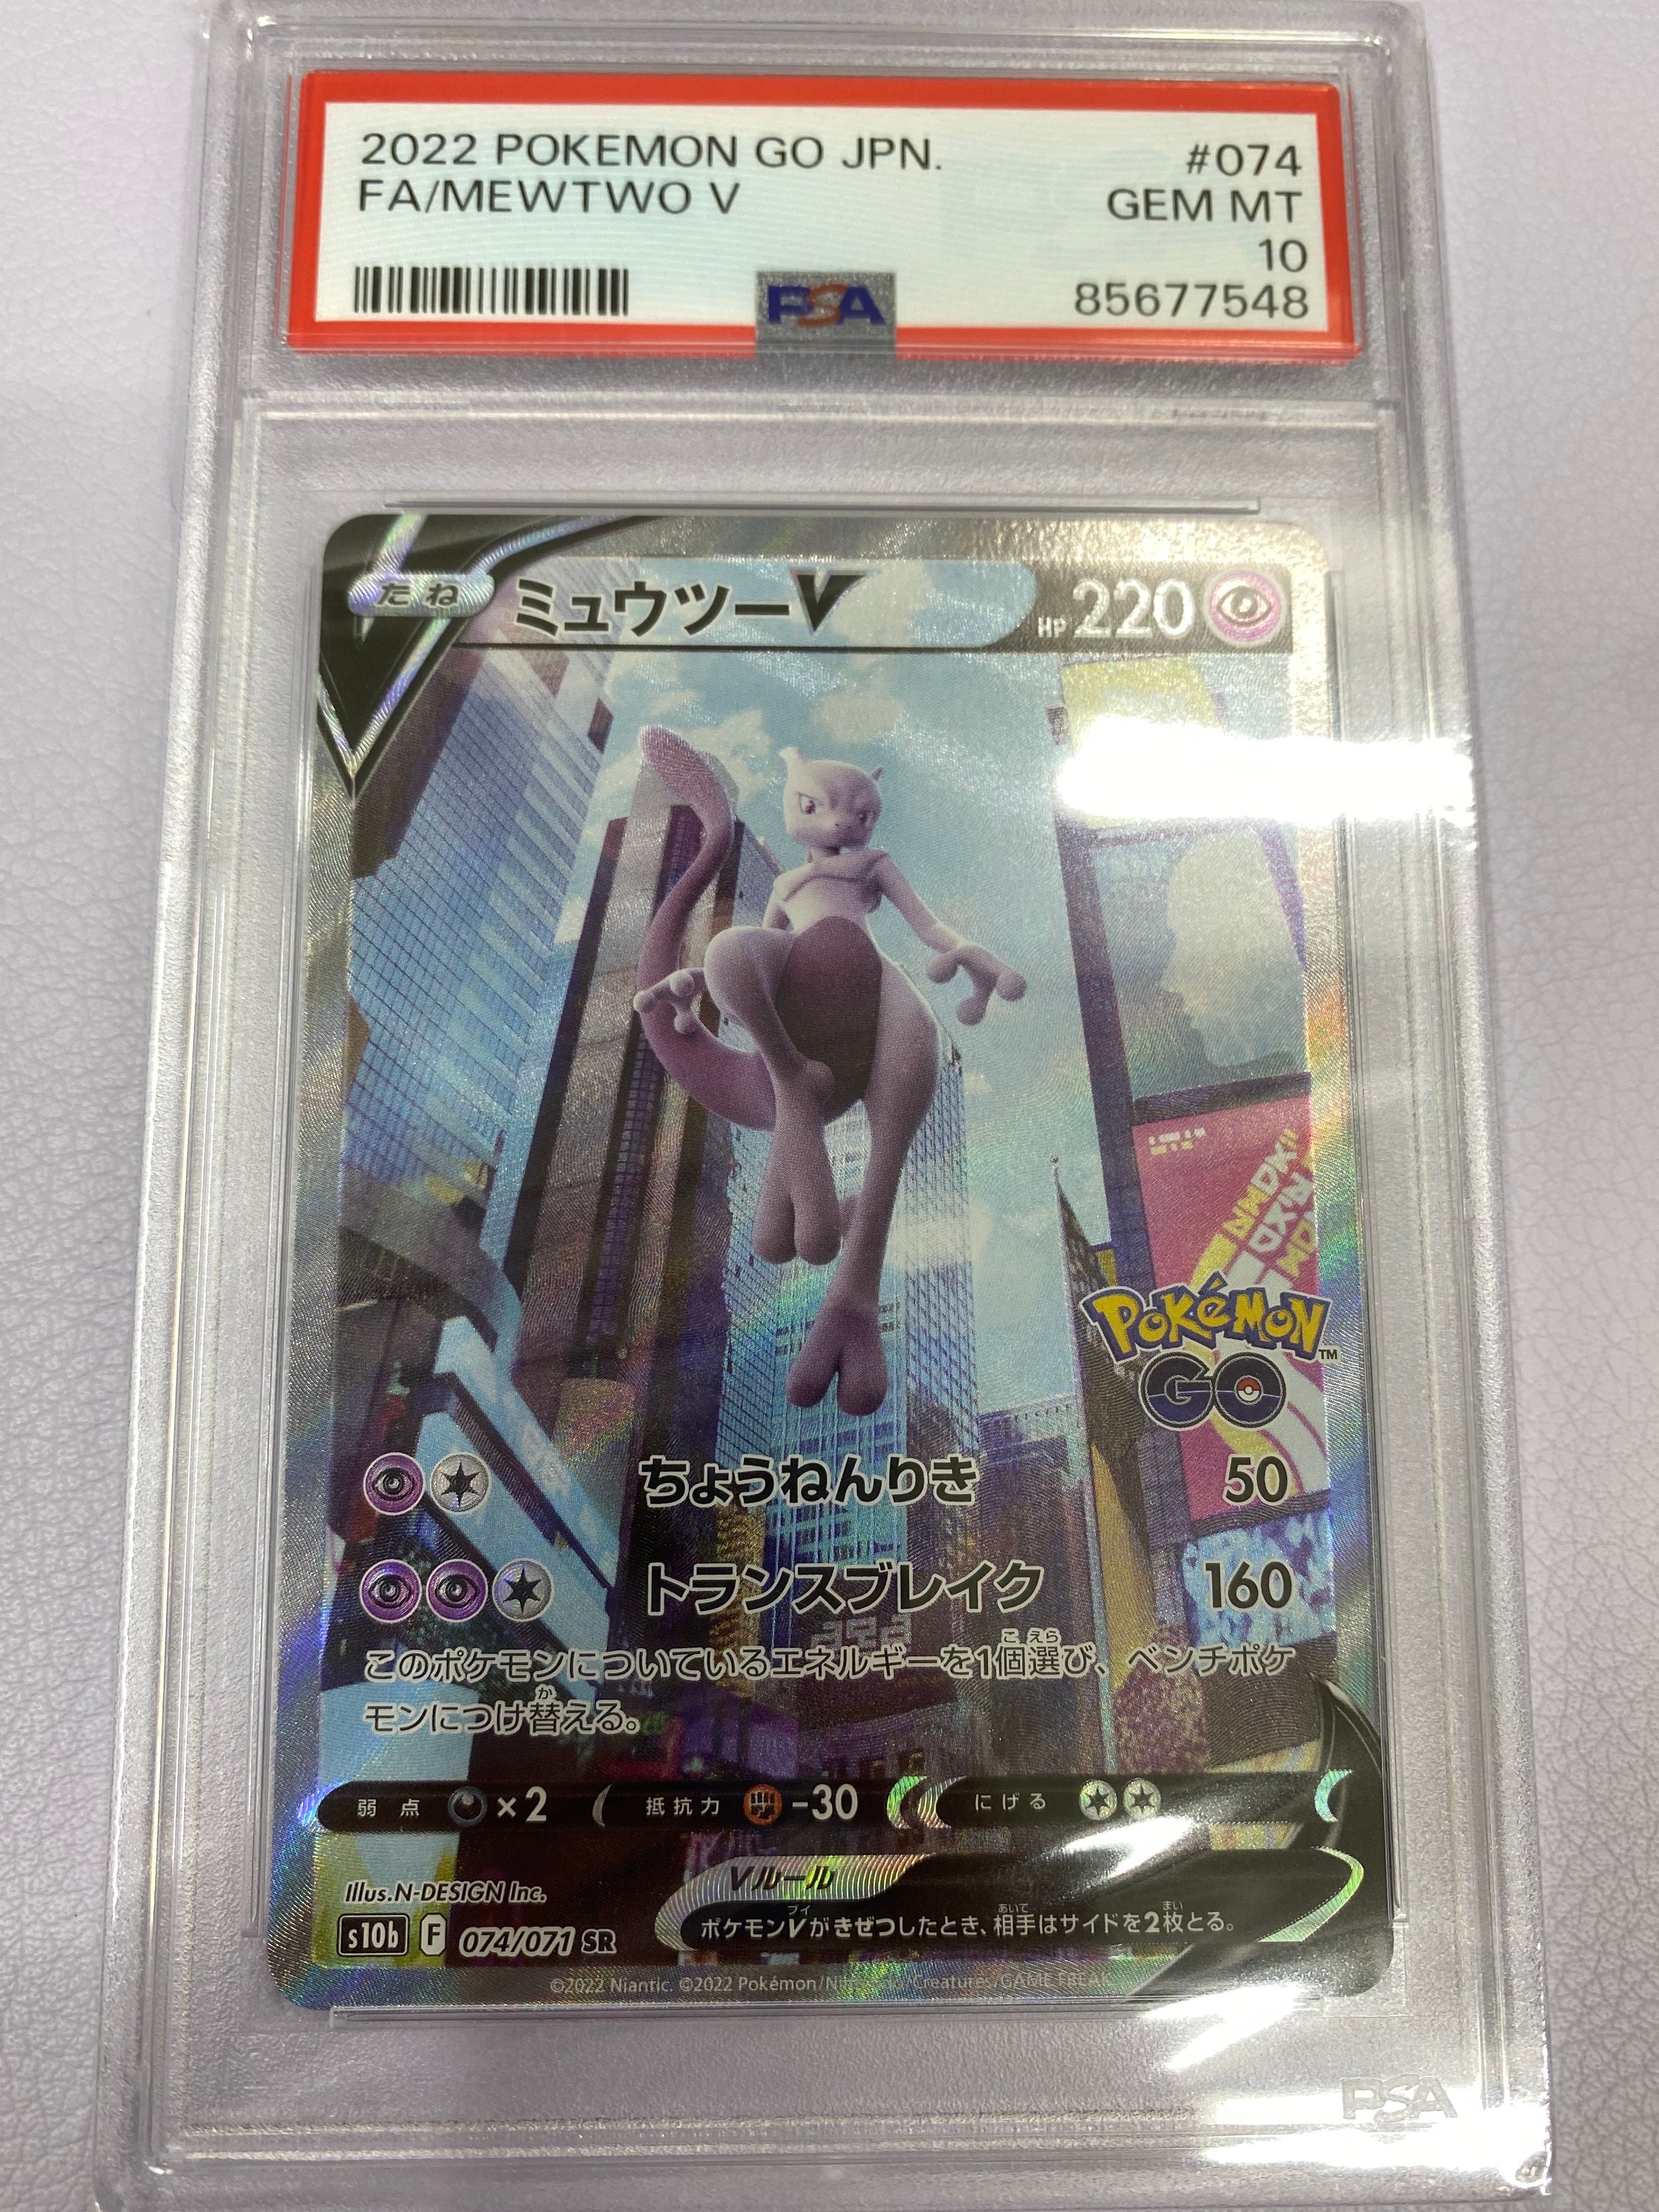 2022 POKEMON GO JPN. #074
FA/MEWTWO V GEM MT
10
PSA 85677548
たね ミュウツーV HP 220
Pokémon™
GO
ちょうねんりき 50
トランスブレイク 160
このポケモンについているエネルギーを1個選び、ベンチポケ
モンにつけ替える。
弱点 ×2 抵抗力 -30 にげる
Vルール
ポケモンVがきぜつしたとき、相手はサイドを2枚とる。
Illus.N-DESIGN Inc.
s10b F 074/071 SR
©2022 Niantic. ©2022 Pokémon/Nintendo/Creatures/GAME FREAK
PSA